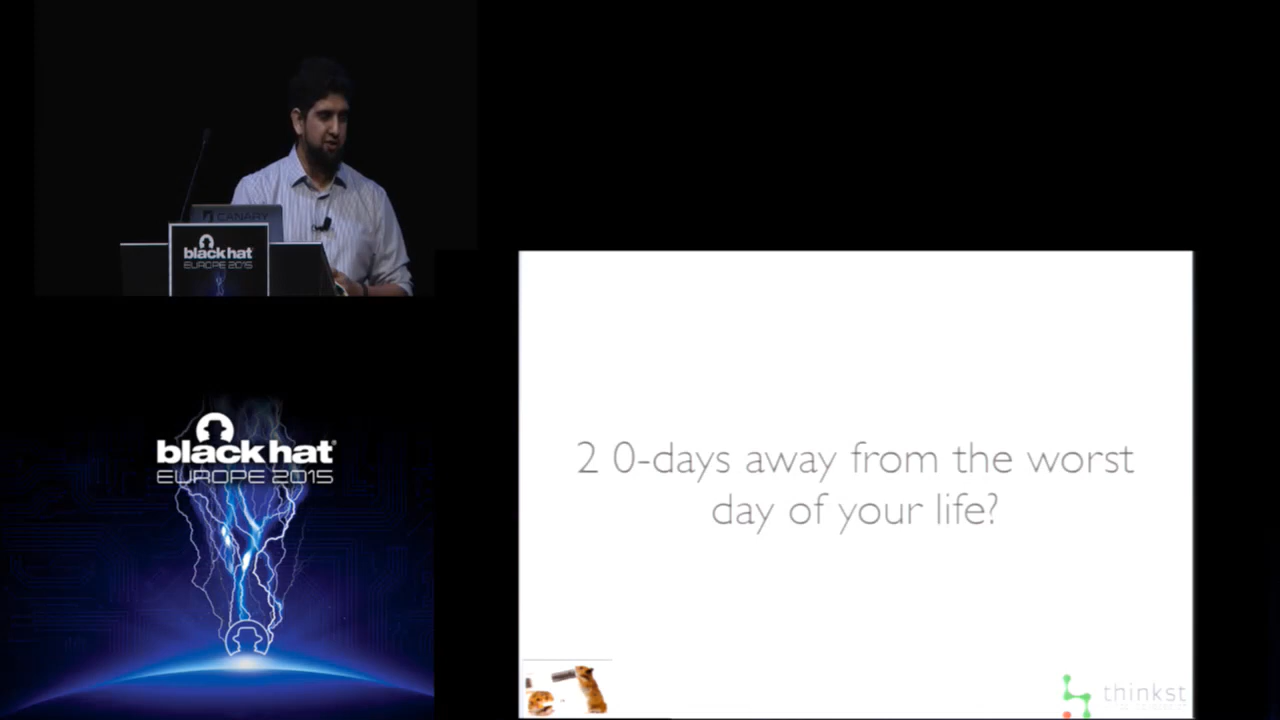 CANARY
black hat
EUROPE 2015
black hat
EUROPE 2015
2 0-days away from the worst
day of your life?
thinkst